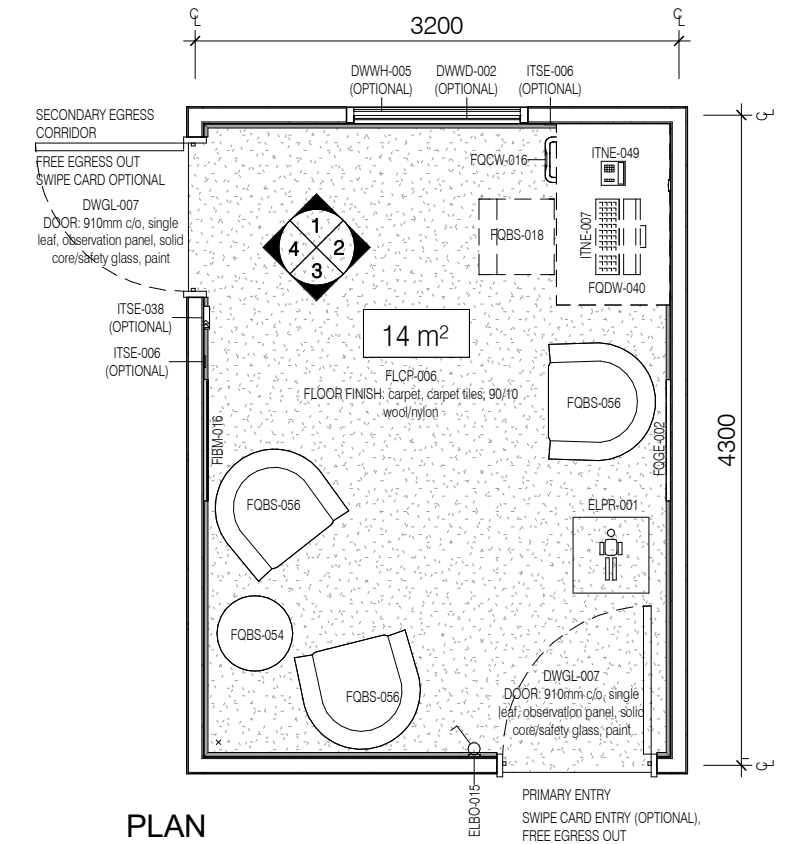 C
L
3200
C
L
DWWH-005
(OPTIONAL)
DWWD-002
(OPTIONAL)
ITSE-006
(OPTIONAL)
SECONDARY EGRESS
CORRIDOR
FREE EGRESS OUT
SWIPE CARD OPTIONAL
DWGL-007
DOOR: 910mm c/o, single
leaf, observation panel, solid
core/safety glass, paint
C
L
FQCW-016
ITNE-049
FQBS-018
ITNE-007
FQDW-040
1
4
2
3
ITSE-038
(OPTIONAL)
ITSE-006
(OPTIONAL)
14 m²
FLCP-006
FLOOR FINISH: carpet, carpet tiles, 90/10
wool/nylon
FIBM-016
FQBS-056
FQGE-002
4300
FQBS-056
ELPR-001
FQBS-054
FQBS-056
DWGL-007
DOOR: 910mm c/o, single
leaf, observation panel, solid
core/safety glass, paint
x
ELBO-015
C
L
PRIMARY ENTRY
SWIPE CARD ENTRY (OPTIONAL),
FREE EGRESS OUT
PLAN